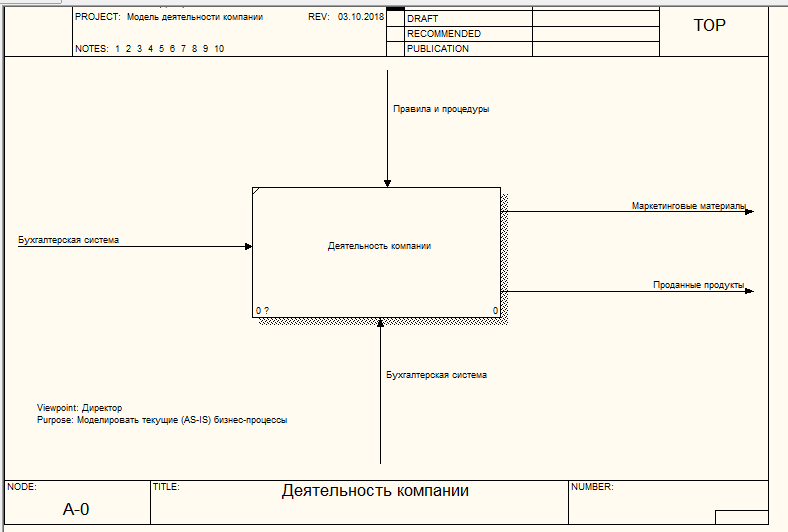 PROJECT: Модель деятельности компании
REV: 03.10.2018
DRAFT
TOP
RECOMMENDED
NOTES: 1 2 3 4 5 6 7 8 9 10
PUBLICATION
Правила и процедуры
Маркетинговые материалы
Бухгалтерская система
Деятельность компании
Проданные продукты
0 ?
0
Бухгалтерская система
Viewpoint: Директор
Purpose: Моделировать текущие (AS-IS) бизнес-процессы
NODE:
TITLE:
Деятельность компании
NUMBER:
A-0